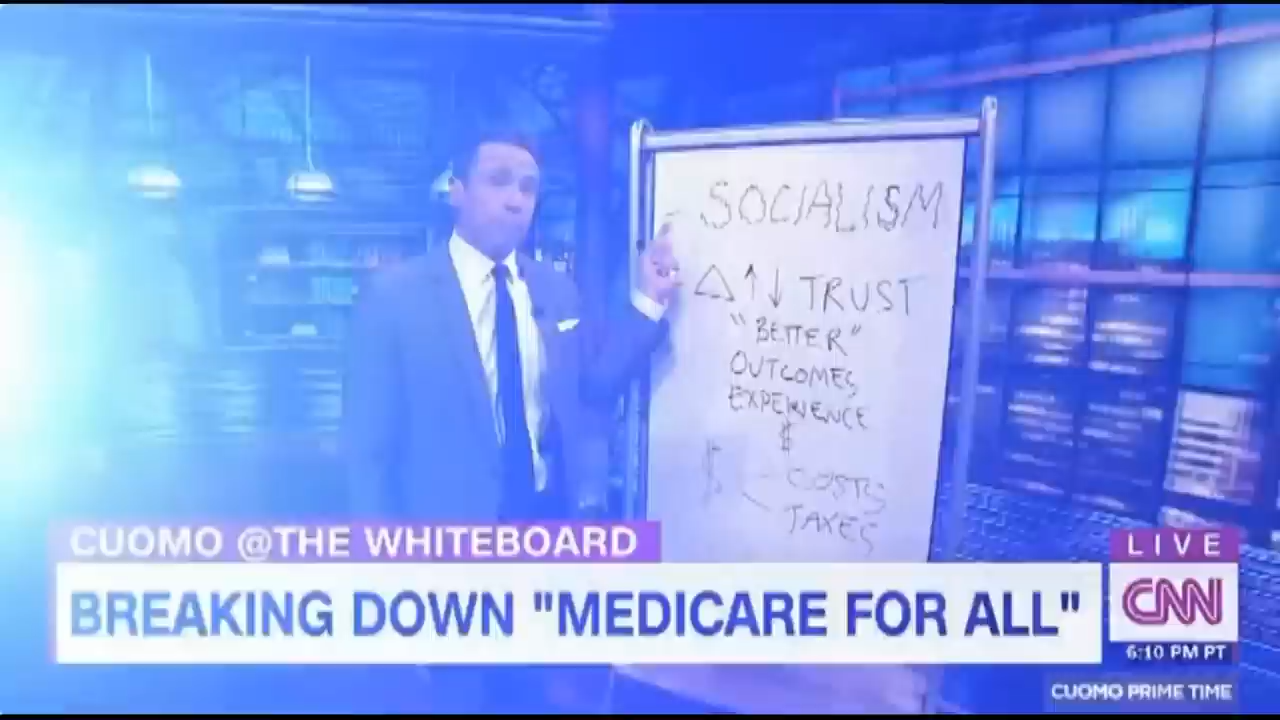 SOCIALISM
△↑↓ TRUST
"BETTER"
OUTCOMES
EXPERIENCE
$
$ - COSTS
- TAXES
CUOMO @THE WHITEBOARD
BREAKING DOWN "MEDICARE FOR ALL"
LIVE
CNN
6:10 PM PT
CUOMO PRIME TIME